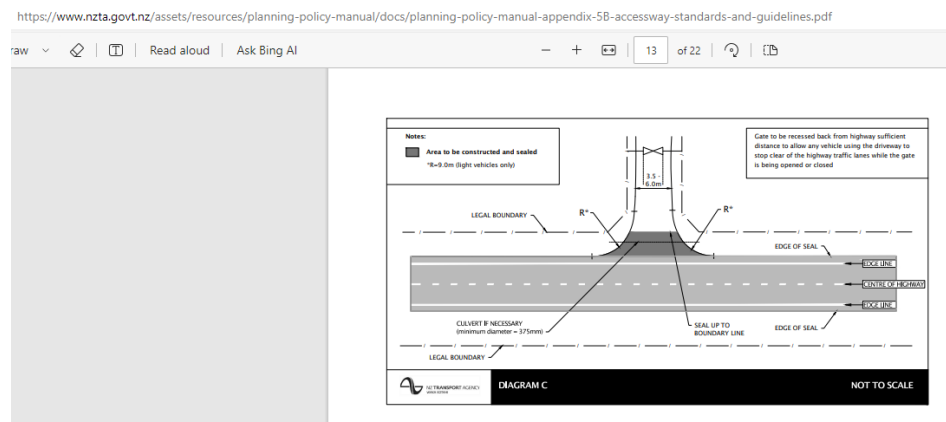 https://www.nzta.govt.nz/assets/resources/planning-policy-manual/docs/planning-policy-manual-appendix-5B-accessway-standards-and-guidelines.pdf
raw
Read aloud
Ask Bing AI
13
of 22
Notes:
Area to be constructed and sealed
*R=9.0m (light vehicles only)
Gate to be recessed back from highway sufficient
distance to allow any vehicle using the driveway to
stop clear of the highway traffic lanes while the gate
is being opened or closed
3.5 -
6.0m
R*
R*
LEGAL BOUNDARY
EDGE OF SEAL
EDGE LINE
CENTRE OF HIGHWAY
EDGE LINE
CULVERT IF NECESSARY
(minimum diameter = 375mm)
SEAL UP TO
BOUNDARY LINE
EDGE OF SEAL
LEGAL BOUNDARY
NZ TRANSPORT AGENCY
DIAGRAM C
NOT TO SCALE